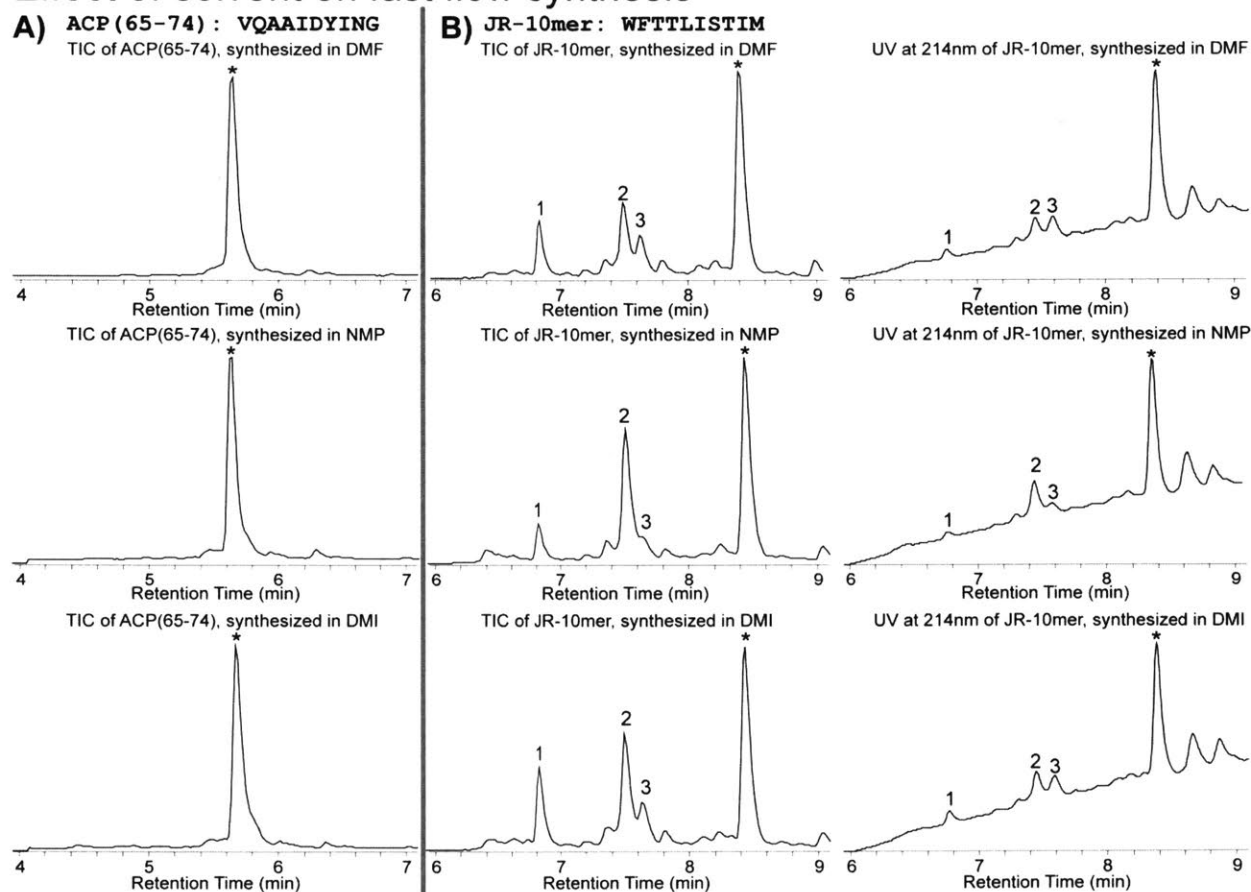 A) ACP(65-74): VQAAIDYING
TIC of ACP(65-74), synthesized in DMF
*
4 5 6 7
Retention Time (min)
TIC of ACP(65-74), synthesized in NMP
*
4 5 6 7
Retention Time (min)
TIC of ACP(65-74), synthesized in DMI
*
4 5 6 7
Retention Time (min)
B) JR-10mer: WFTTLISTIM
TIC of JR-10mer, synthesized in DMF
1 2 3 *
6 7 8 9
Retention Time (min)
UV at 214nm of JR-10mer, synthesized in DMF
1 2 3 *
6 7 8 9
Retention Time (min)
TIC of JR-10mer, synthesized in NMP
1 2 3 *
6 7 8 9
Retention Time (min)
UV at 214nm of JR-10mer, synthesized in NMP
1 2 3 *
6 7 8 9
Retention Time (min)
TIC of JR-10mer, synthesized in DMI
1 2 3 *
6 7 8 9
Retention Time (min)
UV at 214nm of JR-10mer, synthesized in DMI
1 2 3 *
6 7 8 9
Retention Time (min)